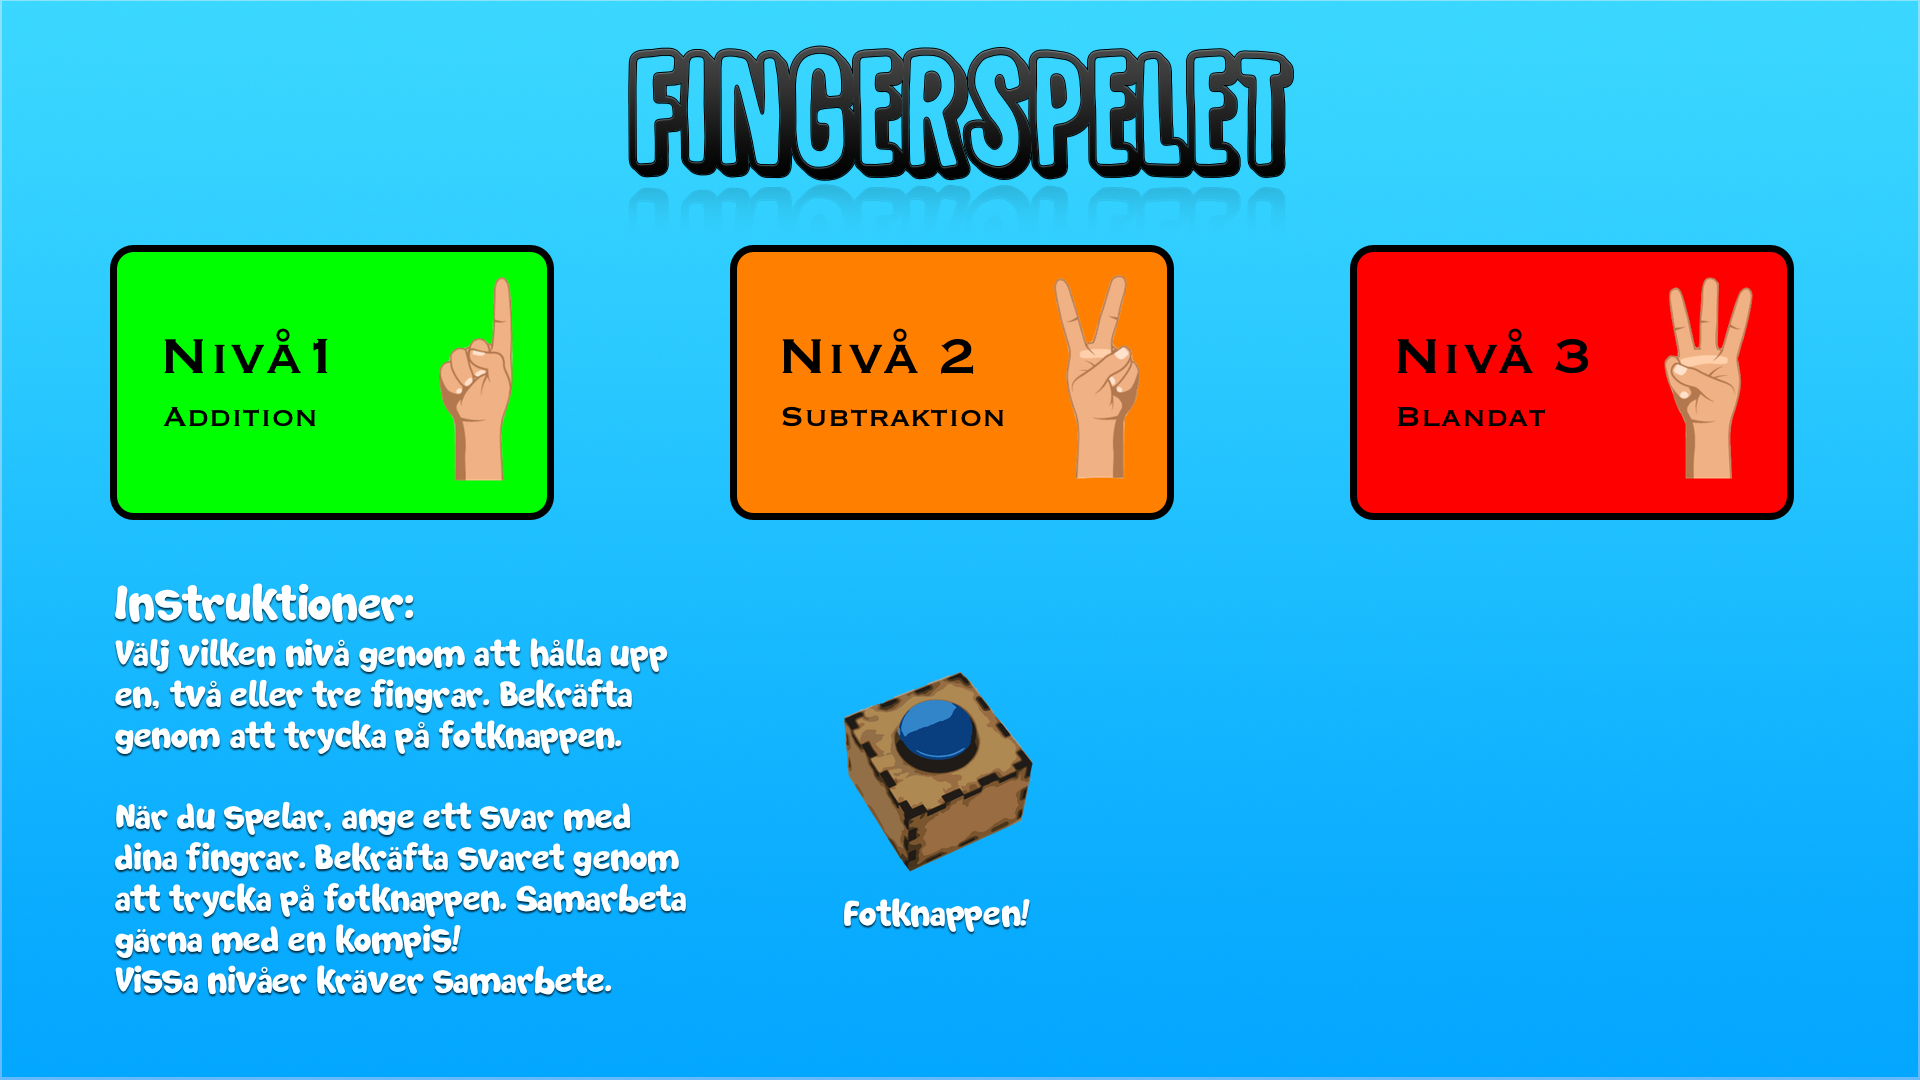 FINGERSPELET
Nivå 1
Addition
Nivå 2
Subtraktion
Nivå 3
Blandat
Instruktioner:
Välj vilken nivå genom att hålla upp
en, två eller tre fingrar. Bekräfta
genom att trycka på fotknappen.
När du spelar, ange ett svar med
dina fingrar. Bekräfta svaret genom
att trycka på fotknappen. Samarbeta
gärna med en kompis!
Vissa nivåer kräver samarbete.
Fotknappen!